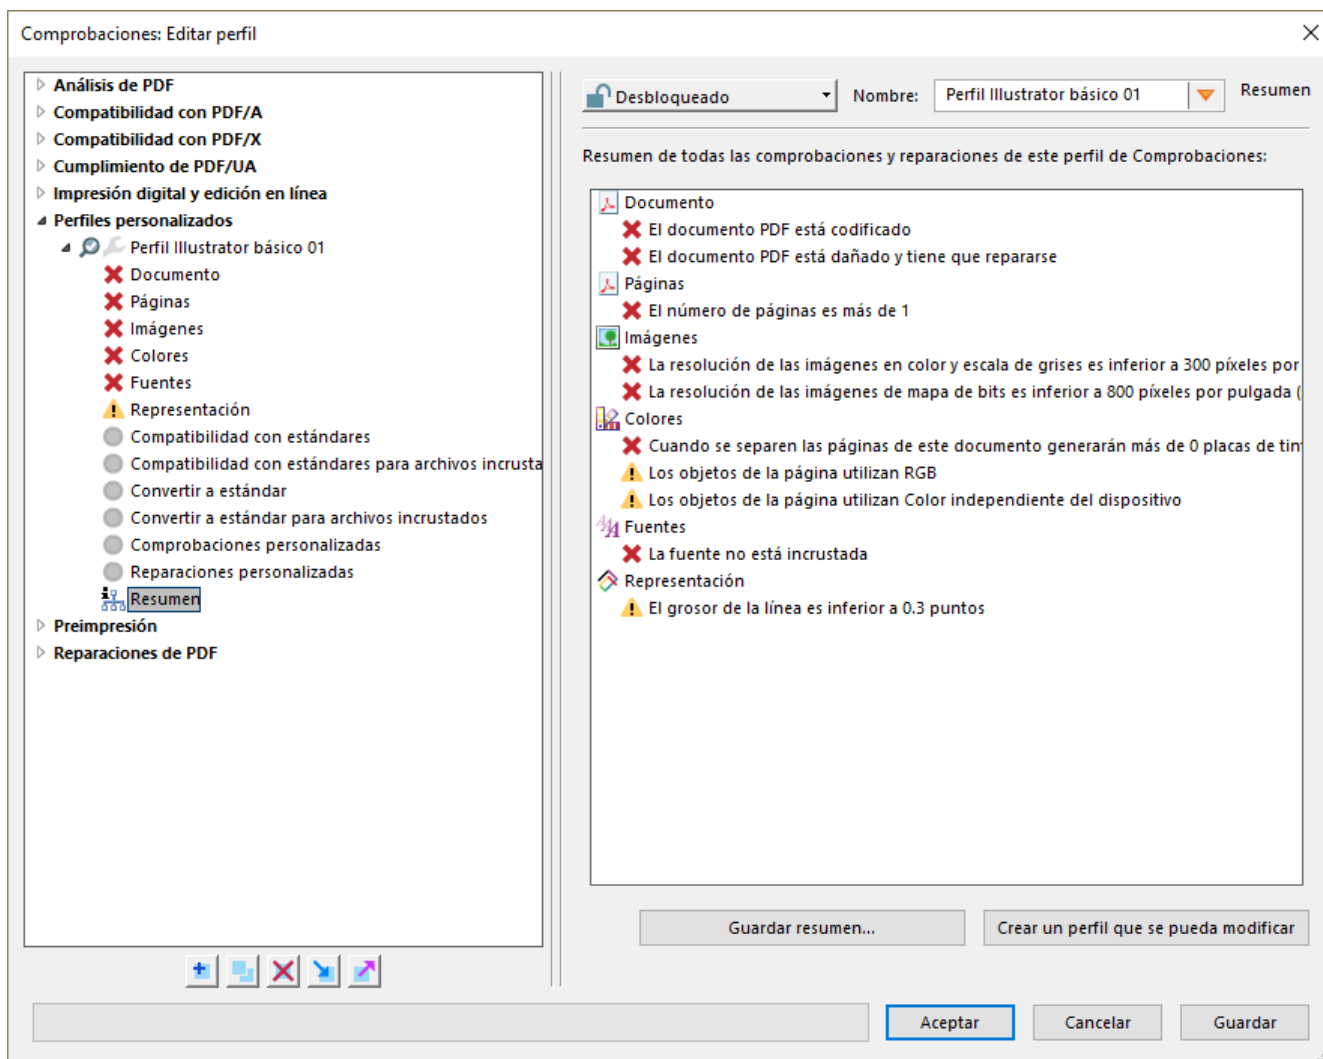 Comprobaciones: Editar perfil
Análisis de PDF
Compatibilidad con PDF/A
Compatibilidad con PDF/X
Cumplimiento de PDF/UA
Impresión digital y edición en línea
Perfiles personalizados
Perfil Illustrator básico 01
Documento
Páginas
Imágenes
Colores
Fuentes
Representación
Compatibilidad con estándares
Compatibilidad con estándares para archivos incrusta
Convertir a estándar
Convertir a estándar para archivos incrustados
Comprobaciones personalizadas
Reparaciones personalizadas
Resumen
Preimpresión
Reparaciones de PDF
Desbloqueado Nombre: Perfil Illustrator básico 01 Resumen
Resumen de todas las comprobaciones y reparaciones de este perfil de Comprobaciones:
Documento
El documento PDF está codificado
El documento PDF está dañado y tiene que repararse
Páginas
El número de páginas es más de 1
Imágenes
La resolución de las imágenes en color y escala de grises es inferior a 300 píxeles por
La resolución de las imágenes de mapa de bits es inferior a 800 píxeles por pulgada (
Colores
Cuando se separen las páginas de este documento generarán más de 0 placas de tin
Los objetos de la página utilizan RGB
Los objetos de la página utilizan Color independiente del dispositivo
Fuentes
La fuente no está incrustada
Representación
El grosor de la línea es inferior a 0.3 puntos
Guardar resumen... Crear un perfil que se pueda modificar
Aceptar Cancelar Guardar